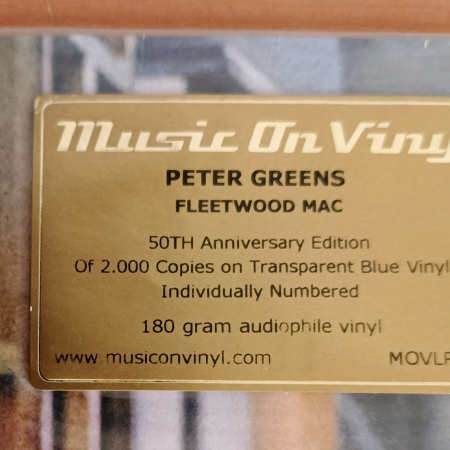 Music On Viny
PETER GREENS
FLEETWOOD MAC
50TH Anniversary Edition
Of 2.000 Copies on Transparent Blue Vinyl
Individually Numbered
180 gram audiophile vinyl
www.musiconvinyl.com MOVLP